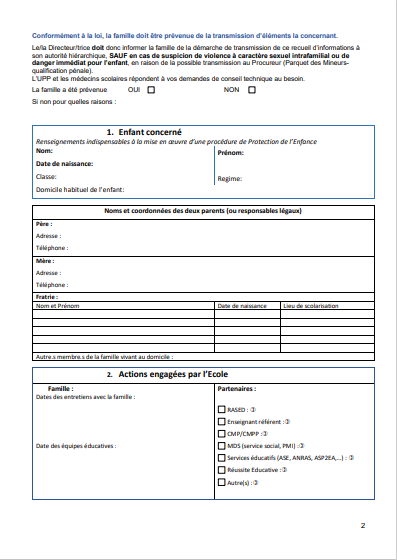 Conformément à la loi, la famille doit être prévenue de la transmission d'éléments la concernant.
Le/la Directeur/trice doit donc informer la famille de la démarche de transmission de ce recueil d'informations à
son autorité hiérarchique, SAUF en cas de suspicion de violence à caractère sexuel intrafamilial ou de
danger immédiat pour l'enfant, en raison de la possible transmission au Procureur (Parquet des Mineurs-
qualification pénale).
L'UPP et les médecins scolaires répondent à vos demandes de conseil technique au besoin.
La famille a été prévenue OUI ☐ NON ☐
Si non pour quelles raisons :
1. Enfant concerné
Renseignements indispensables à la mise en œuvre d'une procédure de Protection de l'Enfance
Nom: Prénom:
Date de naissance:
Classe: Regime:
Domicile habituel de l'enfant:
Noms et coordonnées des deux parents (ou responsables légaux)
Père :
Adresse :
Téléphone :
Mère :
Adresse :
Téléphone :
Fratrie :
Nom et Prénom Date de naissance Lieu de scolarisation
Autre.s membre.s de la famille vivant au domicile :
2. Actions engagées par l'Ecole
Famille : Partenaires :
Dates des entretiens avec la famille :
☐ RASED :
☐ Enseignant référent :
☐ CMP/CMPP :
Date des équipes éducatives : ☐ MDS (service social, PMI) :
☐ Services éducatifs (ASE, ANRAS, ASP2EA,...) :
☐ Réussite Educative :
☐ Autre(s) :
2